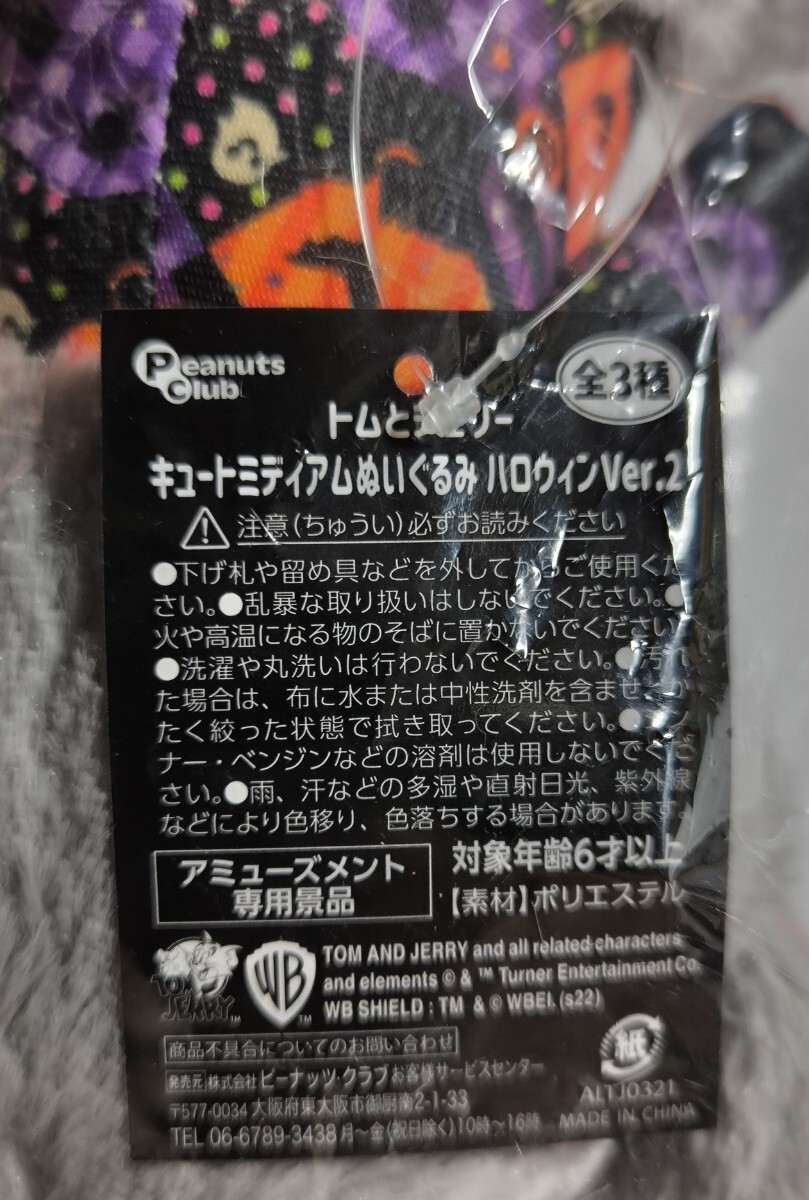 Peanuts
Club
全3種
トムとジェリー
キュートミディアムぬいぐるみ ハロウィンVer.2
注意(ちゅうい)必ずお読みください
●下げ札や留め具などを外してからご使用くだ
さい。●乱暴な取り扱いはしないでください。●
火や高温になる物のそばに置かないでください。
●洗濯や丸洗いは行わないでください。●汚れ
た場合は、布に水または中性洗剤を含ませ、か
たく絞った状態で拭き取ってください。●シン
ナー・ベンジンなどの溶剤は使用しないでくだ
さい。●雨、汗などの多湿や直射日光、紫外線
などにより色移り、色落ちする場合があります。
アミューズメント
専用景品
対象年齢6才以上
【素材】ポリエステル
TOM AND JERRY
WB
TOM AND JERRY and all related characters
and elements © & ™ Turner Entertainment Co.
WB SHIELD : TM & © WBEI. (s22)
商品不具合についてのお問い合わせ
発売元 株式会社 ピーナッツ・クラブお客様サービスセンター
〒577-0034 大阪府東大阪市御厨南2-1-33
TEL 06-6789-3438 月〜金(祝日除く)10時〜16時
紙
ALTJ0321
MADE IN CHINA